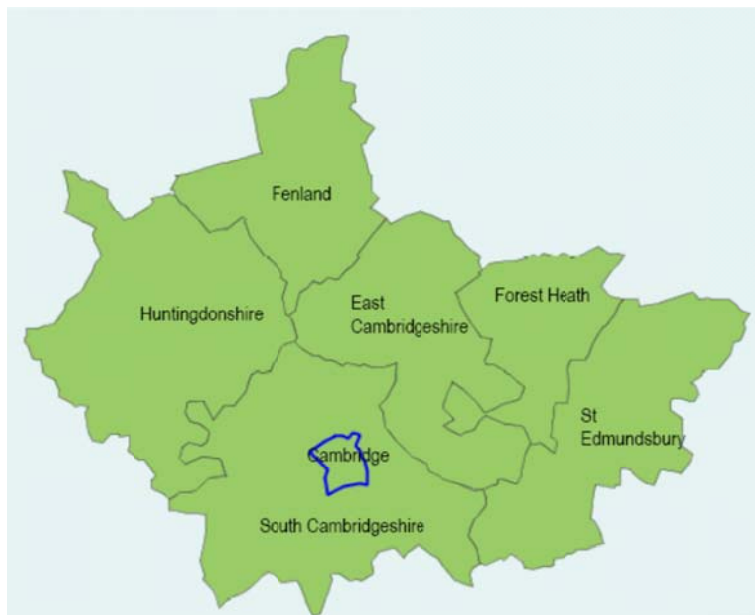 Fenland
Huntingdonshire
East
Cambridgeshire
Forest Heath
St
Edmundsbury
Cambridge
South Cambridgeshire